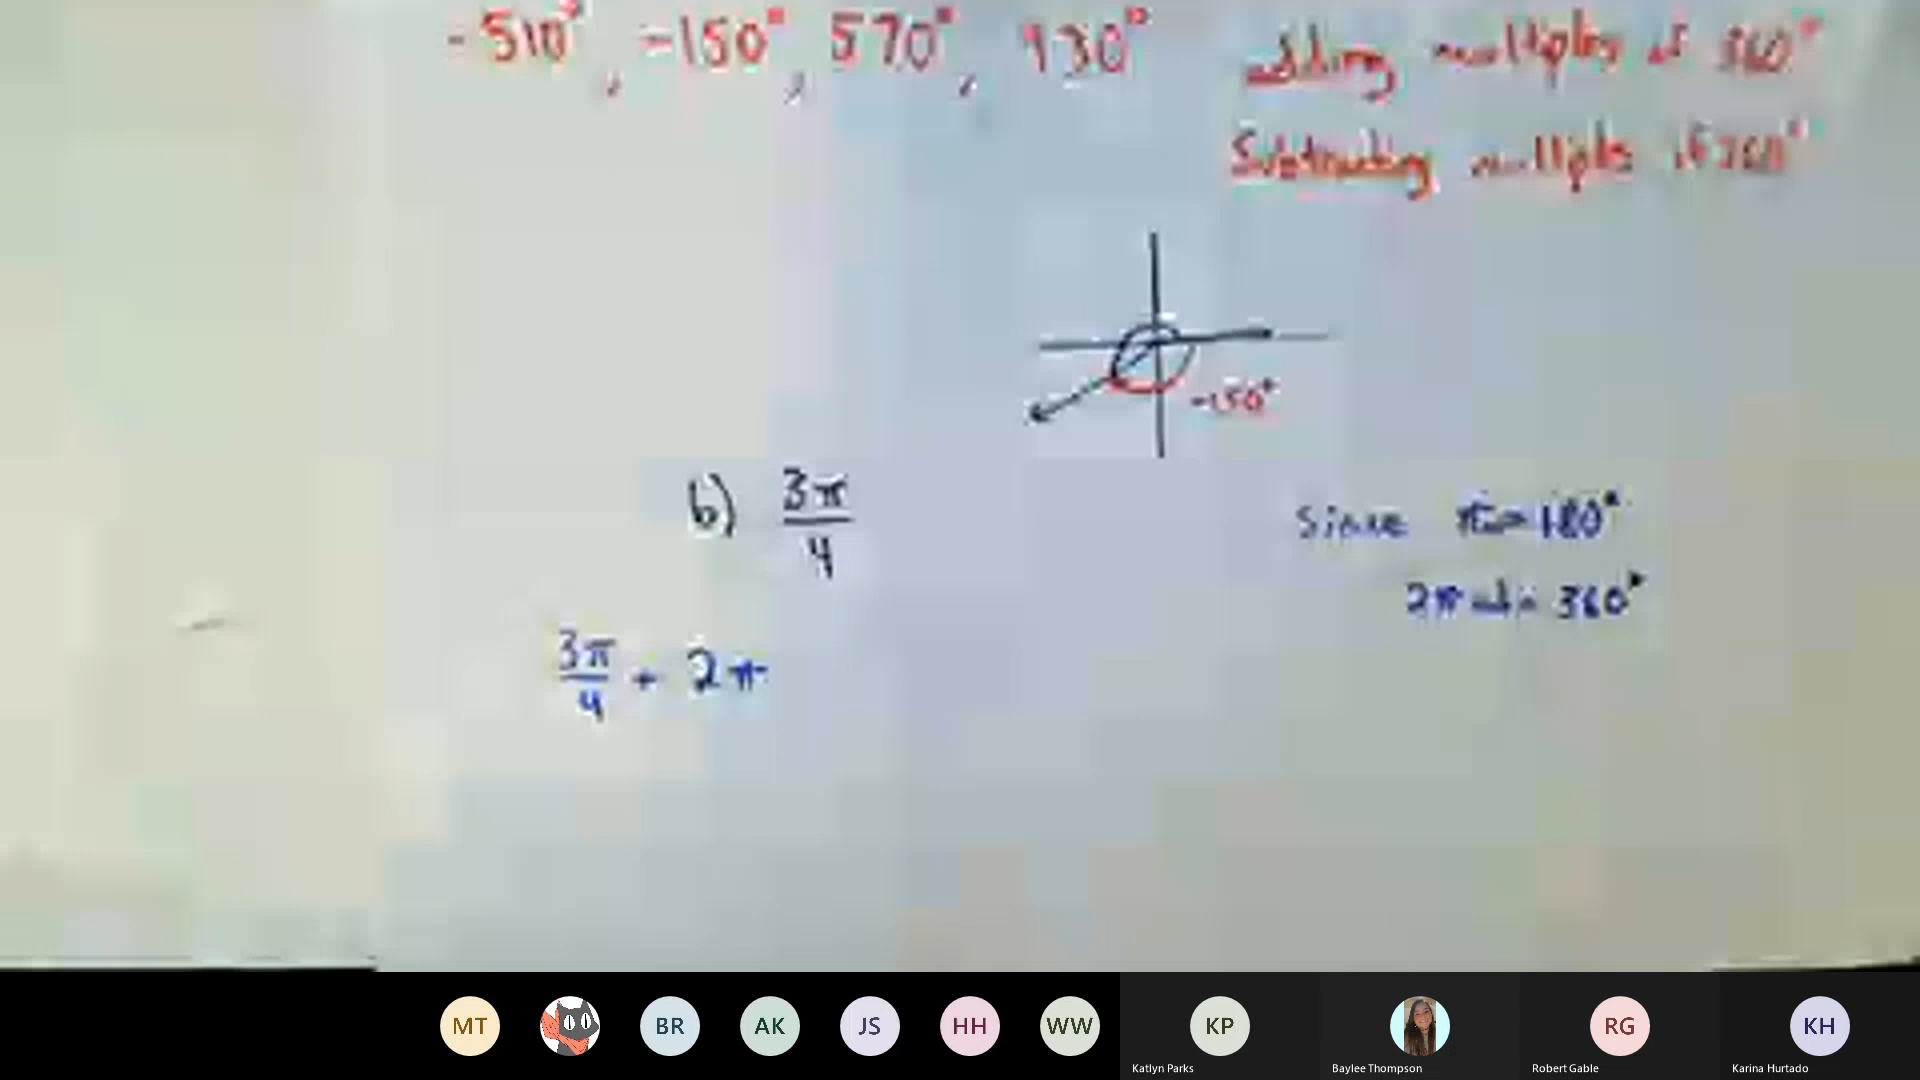 -510°, -150°, 570°, 930°
adding multiples of 360°
Subtracting multiples of 360°
-150°
b) 3π/4
Since π rad = 180°
2π rad = 360°
3π/4 + 2π
MT
BR
AK
JS
HH
WW
KP
RG
KH
Katlyn Parks
Baylee Thompson
Robert Gable
Karina Hurtado